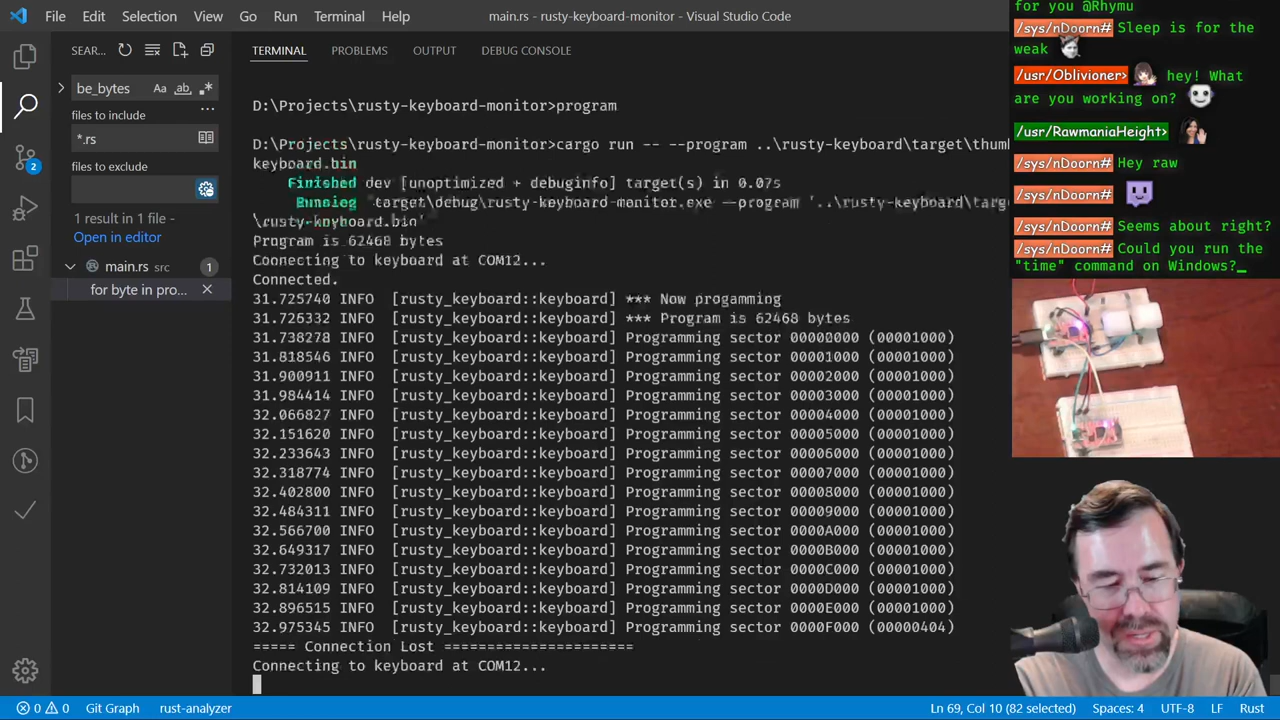 File Edit Selection View Go Run Terminal Help
main.rs - rusty-keyboard-monitor - Visual Studio Code
SEAR...
be_bytes
Aa ab .*
files to include
*.rs
files to exclude
1 result in 1 file -
Open in editor
main.rs src 1
for byte in pro...
2
TERMINAL PROBLEMS OUTPUT DEBUG CONSOLE
D:\Projects\rusty-keyboard-monitor>program
D:\Projects\rusty-keyboard-monitor>cargo run -- --program ..\rusty-keyboard\target\thum
keyboard.bin
Finished dev [unoptimized + debuginfo] target(s) in 0.07s
Running `target\debug\rusty-keyboard-monitor.exe --program '..\rusty-keyboard\targe
\rusty-keyboard.bin'`
Program is 62468 bytes
Connecting to keyboard at COM12...
Connected.
31.725740 INFO [rusty_keyboard::keyboard] *** Now progamming
31.725332 INFO [rusty_keyboard::keyboard] *** Program is 62468 bytes
31.738278 INFO [rusty_keyboard::keyboard] Programming sector 00000000 (00001000)
31.818546 INFO [rusty_keyboard::keyboard] Programming sector 00001000 (00001000)
31.900911 INFO [rusty_keyboard::keyboard] Programming sector 00002000 (00001000)
31.984414 INFO [rusty_keyboard::keyboard] Programming sector 00003000 (00001000)
32.066827 INFO [rusty_keyboard::keyboard] Programming sector 00004000 (00001000)
32.151620 INFO [rusty_keyboard::keyboard] Programming sector 00005000 (00001000)
32.233643 INFO [rusty_keyboard::keyboard] Programming sector 00006000 (00001000)
32.318774 INFO [rusty_keyboard::keyboard] Programming sector 00007000 (00001000)
32.402800 INFO [rusty_keyboard::keyboard] Programming sector 00008000 (00001000)
32.484311 INFO [rusty_keyboard::keyboard] Programming sector 00009000 (00001000)
32.566700 INFO [rusty_keyboard::keyboard] Programming sector 0000A000 (00001000)
32.649317 INFO [rusty_keyboard::keyboard] Programming sector 0000B000 (00001000)
32.732013 INFO [rusty_keyboard::keyboard] Programming sector 0000C000 (00001000)
32.814109 INFO [rusty_keyboard::keyboard] Programming sector 0000D000 (00001000)
32.896515 INFO [rusty_keyboard::keyboard] Programming sector 0000E000 (00001000)
32.975345 INFO [rusty_keyboard::keyboard] Programming sector 0000F000 (00000404)
===== Connection Lost ======================
Connecting to keyboard at COM12...
for you @Rhymu
/sys/nDoorn# Sleep is for the
weak
/usr/Oblivioner> hey! What
are you working on?
/usr/RawmaniaHeight>
/sys/nDoorn# Hey raw
/sys/nDoorn#
/sys/nDoorn# Seems about right?
/sys/nDoorn# Could you run the
"time" command on Windows?_
0 0 Git Graph rust-analyzer
Ln 69, Col 10 (82 selected) Spaces: 4 UTF-8 LF Rust